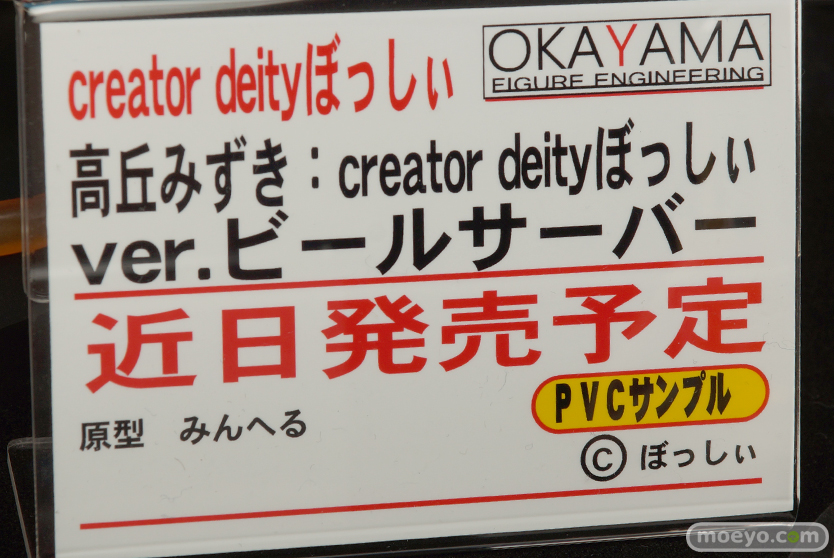 creator deityぼっしぃ
OKAYAMA
FIGURE ENGINEERING
高丘みずき：creator deityぼっしぃ
ver.ビールサーバー
近日発売予定
PVCサンプル
原型 みんへる
©ぼっしぃ
moeyo.com